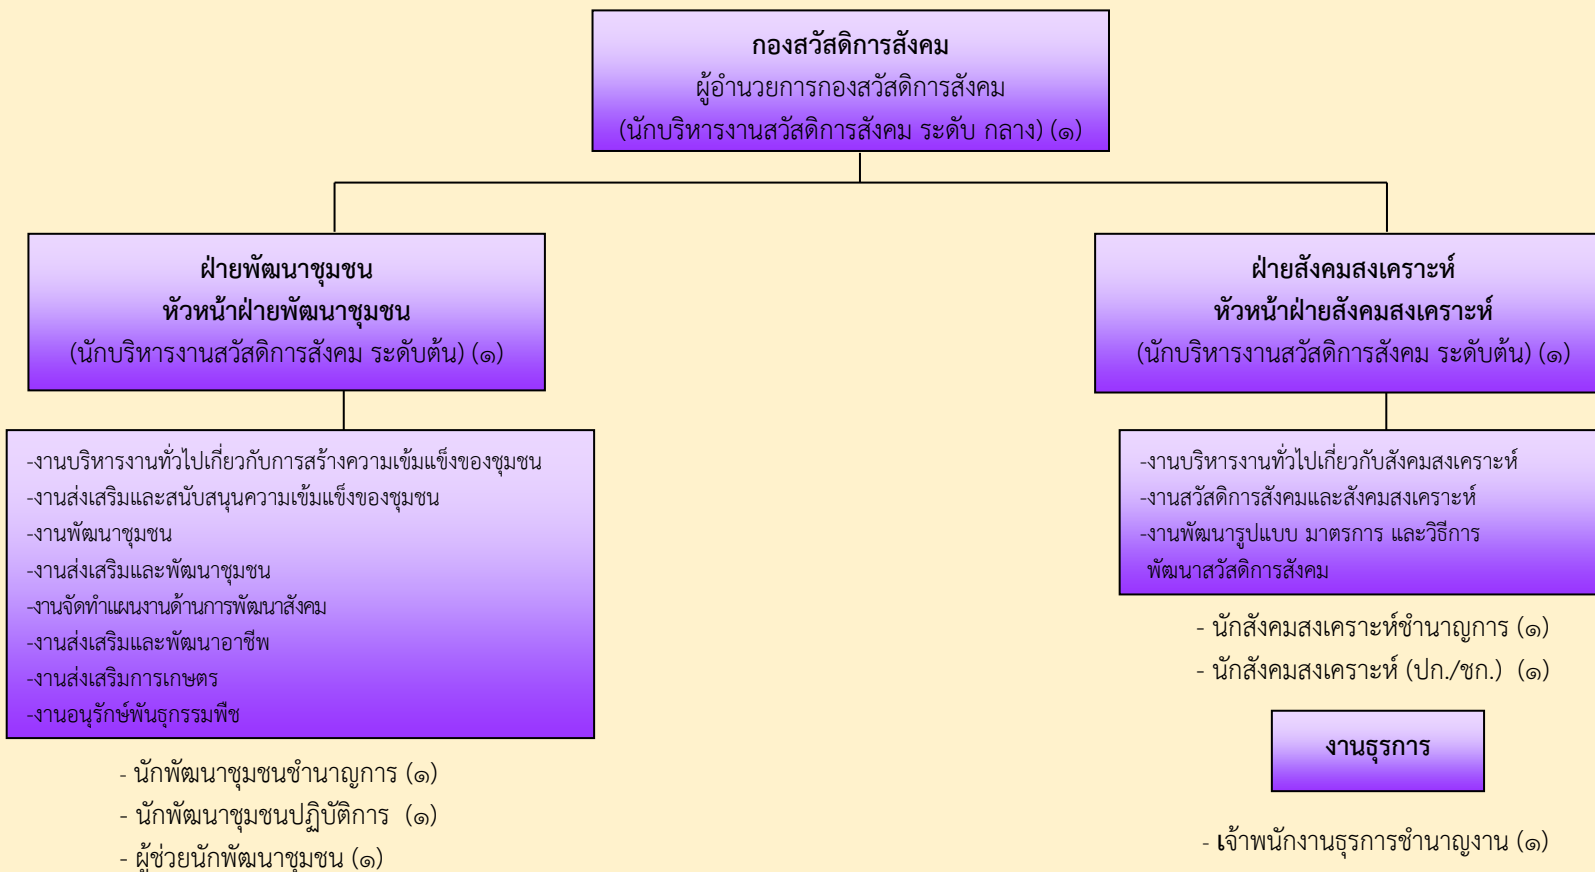 กองสวัสดิการสังคม
ผู้อำนวยการกองสวัสดิการสังคม
(นักบริหารงานสวัสดิการสังคม ระดับ กลาง) (๑)
ฝ่ายพัฒนาชุมชน
หัวหน้าฝ่ายพัฒนาชุมชน
(นักบริหารงานสวัสดิการสังคม ระดับต้น) (๑)
-งานบริหารงานทั่วไปเกี่ยวกับการสร้างความเข้มแข็งของชุมชน
-งานส่งเสริมและสนับสนุนความเข้มแข็งของชุมชน
-งานพัฒนาชุมชน
-งานส่งเสริมและพัฒนาชุมชน
-งานจัดทำแผนงานด้านการพัฒนาสังคม
-งานส่งเสริมและพัฒนาอาชีพ
-งานส่งเสริมการเกษตร
-งานอนุรักษ์พันธุกรรมพืช
- นักพัฒนาชุมชนชำนาญการ (๑)
- นักพัฒนาชุมชนปฏิบัติการ (๑)
- ผู้ช่วยนักพัฒนาชุมชน (๑)
ฝ่ายสังคมสงเคราะห์
หัวหน้าฝ่ายสังคมสงเคราะห์
(นักบริหารงานสวัสดิการสังคม ระดับต้น) (๑)
-งานบริหารงานทั่วไปเกี่ยวกับสังคมสงเคราะห์
-งานสวัสดิการสังคมและสังคมสงเคราะห์
-งานพัฒนารูปแบบ มาตรการ และวิธีการ
พัฒนาสวัสดิการสังคม
- นักสังคมสงเคราะห์ชำนาญการ (๑)
- นักสังคมสงเคราะห์ (ปก./ชก.) (๑)
งานธุรการ
- เจ้าพนักงานธุรการชำนาญงาน (๑)